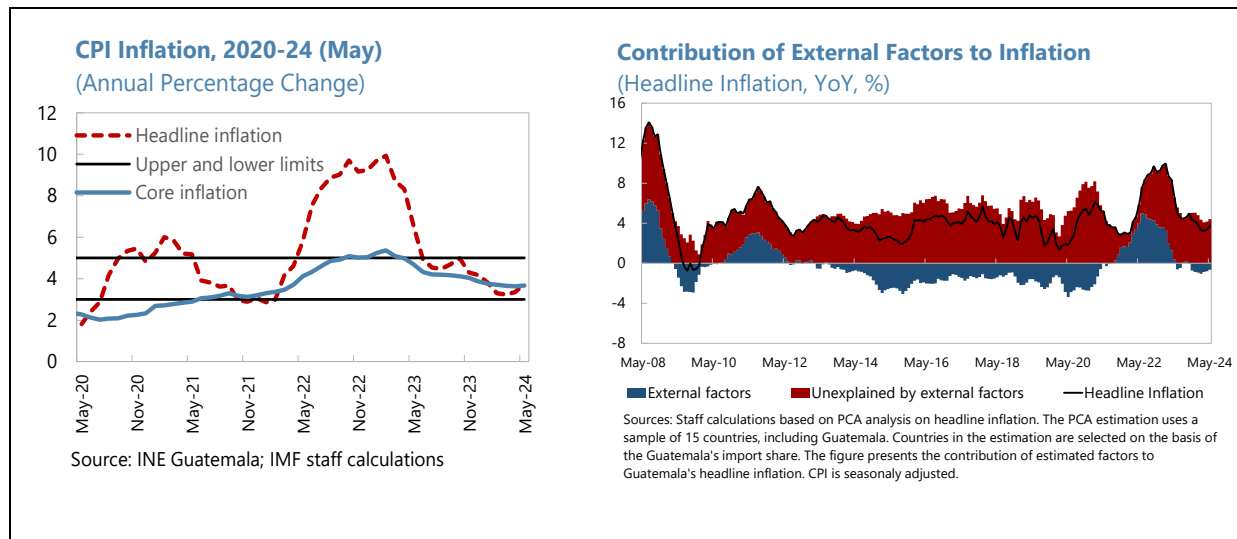 CPI Inflation, 2020-24 (May)
(Annual Percentage Change)
12
10
8
6
4
2
0
Headline inflation
Upper and lower limits
Core inflation
May-20
Nov-20
May-21
Nov-21
May-22
Nov-22
May-23
Nov-23
May-24
Source: INE Guatemala; IMF staff calculations
Contribution of External Factors to Inflation
(Headline Inflation, YoY, %)
16
12
8
4
0
-4
-8
May-08
May-10
May-12
May-14
May-16
May-18
May-20
May-22
May-24
External factors
Unexplained by external factors
Headline Inflation
Sources: Staff calculations based on PCA analysis on headline inflation. The PCA estimation uses a
sample of 15 countries, including Guatemala. Countries in the estimation are selected on the basis of
the Guatemala's import share. The figure presents the contribution of estimated factors to
Guatemala's headline inflation. CPI is seasonaly adjusted.